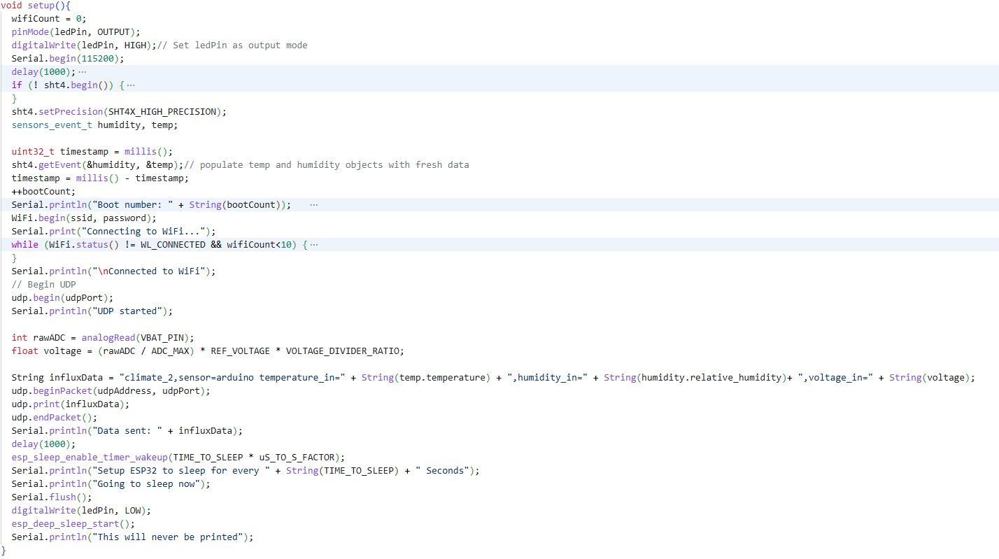 void setup(){
wifiCount = 0;
pinMode(ledPin, OUTPUT);
digitalWrite(ledPin, HIGH);// Set ledPin as output mode
Serial.begin(115200);
delay(1000);···
if (! sht4.begin()) {···
}
sht4.setPrecision(SHT4X_HIGH_PRECISION);
sensors_event_t humidity, temp;
uint32_t timestamp = millis();
sht4.getEvent(&humidity, &temp);// populate temp and humidity objects with fresh data
timestamp = millis() - timestamp;
++bootCount;
Serial.println("Boot number: " + String(bootCount)); ···
WiFi.begin(ssid, password);
Serial.print("Connecting to WiFi...");
while (WiFi.status() != WL_CONNECTED && wifiCount<10) {···
}
Serial.println("\nConnected to WiFi");
// Begin UDP
udp.begin(udpPort);
Serial.println("UDP started");
int rawADC = analogRead(VBAT_PIN);
float voltage = (rawADC / ADC_MAX) * REF_VOLTAGE * VOLTAGE_DIVIDER_RATIO;
String influxData = "climate_2,sensor=arduino temperature_in=" + String(temp.temperature) + ",humidity_in=" + String(humidity.relative_humidity)+ ",voltage_in=" + String(voltage);
udp.beginPacket(udpAddress, udpPort);
udp.print(influxData);
udp.endPacket();
Serial.println("Data sent: " + influxData);
delay(1000);
esp_sleep_enable_timer_wakeup(TIME_TO_SLEEP * uS_TO_S_FACTOR);
Serial.println("Setup ESP32 to sleep for every " + String(TIME_TO_SLEEP) + " Seconds");
Serial.println("Going to sleep now");
Serial.flush();
digitalWrite(ledPin, LOW);
esp_deep_sleep_start();
Serial.println("This will never be printed");
}